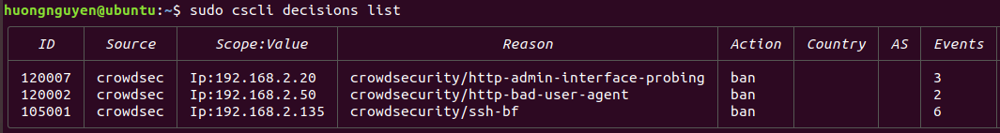 huongnguyen@ubuntu:~$ sudo cscli decisions list
ID Source Scope:Value Reason Action Country AS Events
120007 crowdsec Ip:192.168.2.20 crowdsecurity/http-admin-interface-probing ban 3
120002 crowdsec Ip:192.168.2.50 crowdsecurity/http-bad-user-agent ban 2
105001 crowdsec Ip:192.168.2.135 crowdsecurity/ssh-bf ban 6